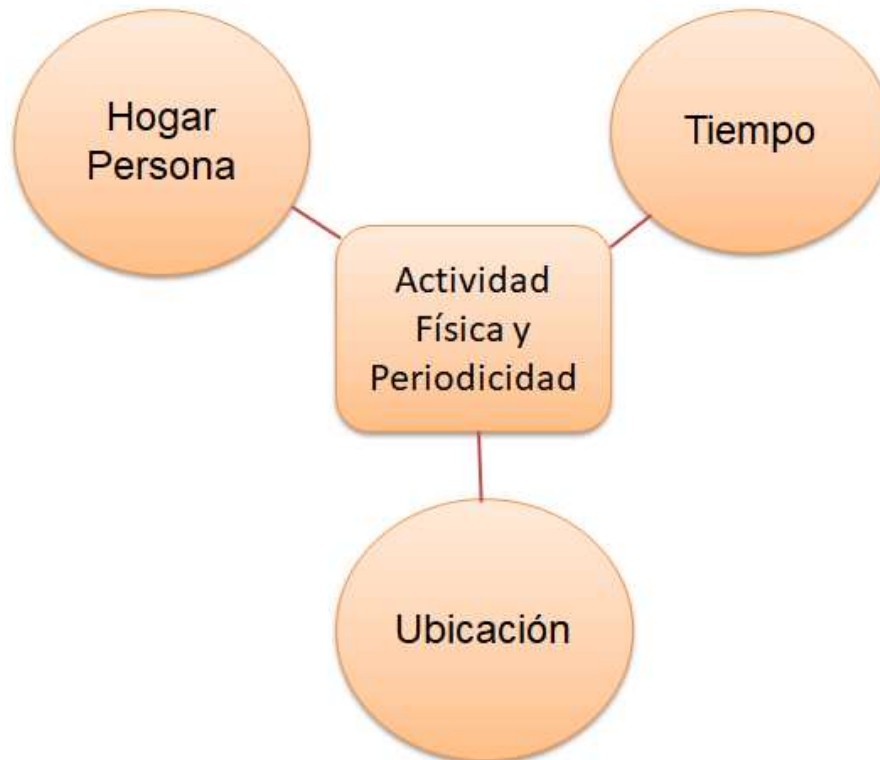 Hogar
Persona
Tiempo
Actividad
Física y
Periodicidad
Ubicación